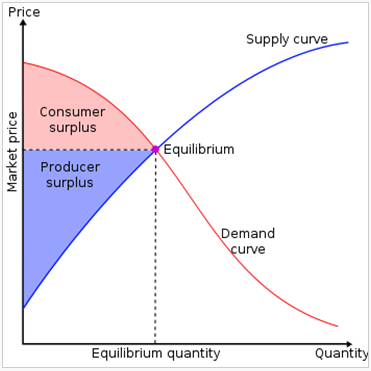 Price
Supply curve
Consumer
surplus
Market price
Equilibrium
Producer
surplus
Demand
curve
Equilibrium quantity
Quantity